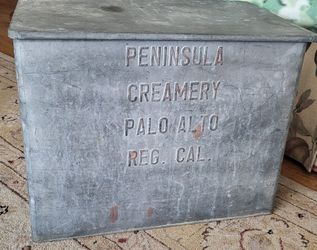 PENINSULA
CREAMERY
PALO ALTO
REG. CAL.